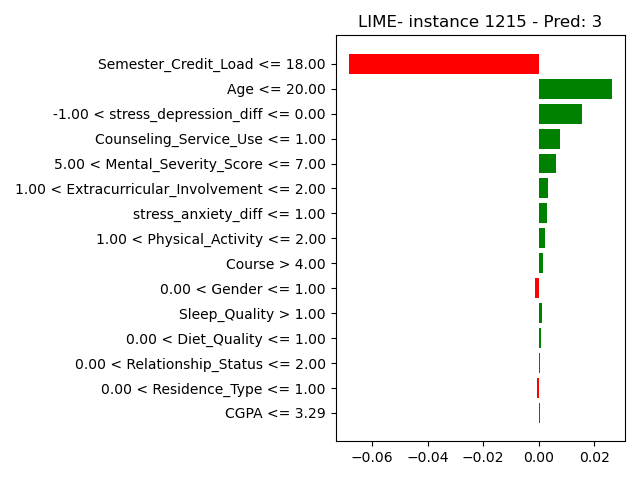 LIME- instance 1215 - Pred: 3
Semester_Credit_Load <= 18.00
Age <= 20.00
-1.00 < stress_depression_diff <= 0.00
Counseling_Service_Use <= 1.00
5.00 < Mental_Severity_Score <= 7.00
1.00 < Extracurricular_Involvement <= 2.00
stress_anxiety_diff <= 1.00
1.00 < Physical_Activity <= 2.00
Course > 4.00
0.00 < Gender <= 1.00
Sleep_Quality > 1.00
0.00 < Diet_Quality <= 1.00
0.00 < Relationship_Status <= 2.00
0.00 < Residence_Type <= 1.00
CGPA <= 3.29
−0.06 −0.04 −0.02 0.00 0.02